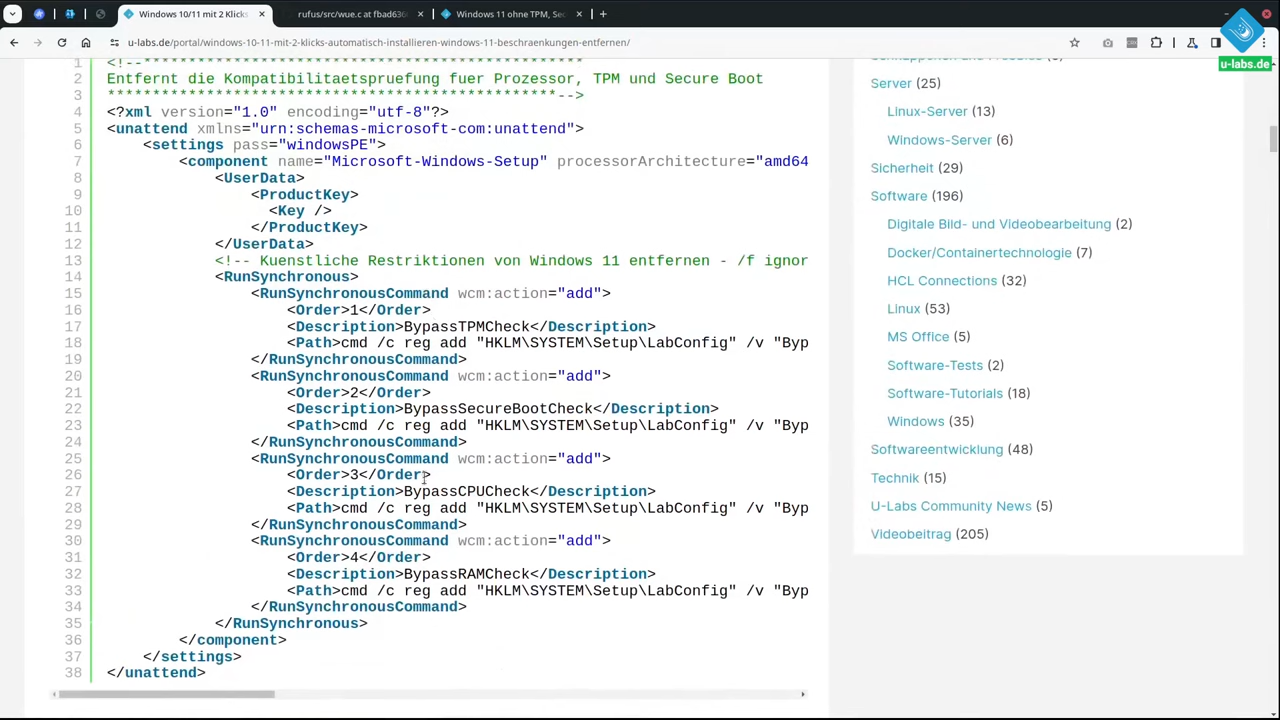 Windows 10/11 mit 2 Klicks
rufus/src/wue.c at fbad636
Windows 11 ohne TPM, Sec
u-labs.de/portal/windows-10-11-mit-2-klicks-automatisch-installieren-windows-11-beschraenkungen-entfernen/
u-labs.de
1 <!--*************************************************
2 Entfernt die Kompatibilitaetspruefung fuer Prozessor, TPM und Secure Boot
3 **************************************************-->
4 <?xml version="1.0" encoding="utf-8"?>
5 <unattend xmlns="urn:schemas-microsoft-com:unattend">
6 <settings pass="windowsPE">
7 <component name="Microsoft-Windows-Setup" processorArchitecture="amd64
8 <UserData>
9 <ProductKey>
10 <Key />
11 </ProductKey>
12 </UserData>
13 <!-- Kuenstliche Restriktionen von Windows 11 entfernen - /f ignor
14 <RunSynchronous>
15 <RunSynchronousCommand wcm:action="add">
16 <Order>1</Order>
17 <Description>BypassTPMCheck</Description>
18 <Path>cmd /c reg add "HKLM\SYSTEM\Setup\LabConfig" /v "Byp
19 </RunSynchronousCommand>
20 <RunSynchronousCommand wcm:action="add">
21 <Order>2</Order>
22 <Description>BypassSecureBootCheck</Description>
23 <Path>cmd /c reg add "HKLM\SYSTEM\Setup\LabConfig" /v "Byp
24 </RunSynchronousCommand>
25 <RunSynchronousCommand wcm:action="add">
26 <Order>3</Order>
27 <Description>BypassCPUCheck</Description>
28 <Path>cmd /c reg add "HKLM\SYSTEM\Setup\LabConfig" /v "Byp
29 </RunSynchronousCommand>
30 <RunSynchronousCommand wcm:action="add">
31 <Order>4</Order>
32 <Description>BypassRAMCheck</Description>
33 <Path>cmd /c reg add "HKLM\SYSTEM\Setup\LabConfig" /v "Byp
34 </RunSynchronousCommand>
35 </RunSynchronous>
36 </component>
37 </settings>
38 </unattend>
Server (25)
Linux-Server (13)
Windows-Server (6)
Sicherheit (29)
Software (196)
Digitale Bild- und Videobearbeitung (2)
Docker/Containertechnologie (7)
HCL Connections (32)
Linux (53)
MS Office (5)
Software-Tests (2)
Software-Tutorials (18)
Windows (35)
Softwareentwicklung (48)
Technik (15)
U-Labs Community News (5)
Videobeitrag (205)